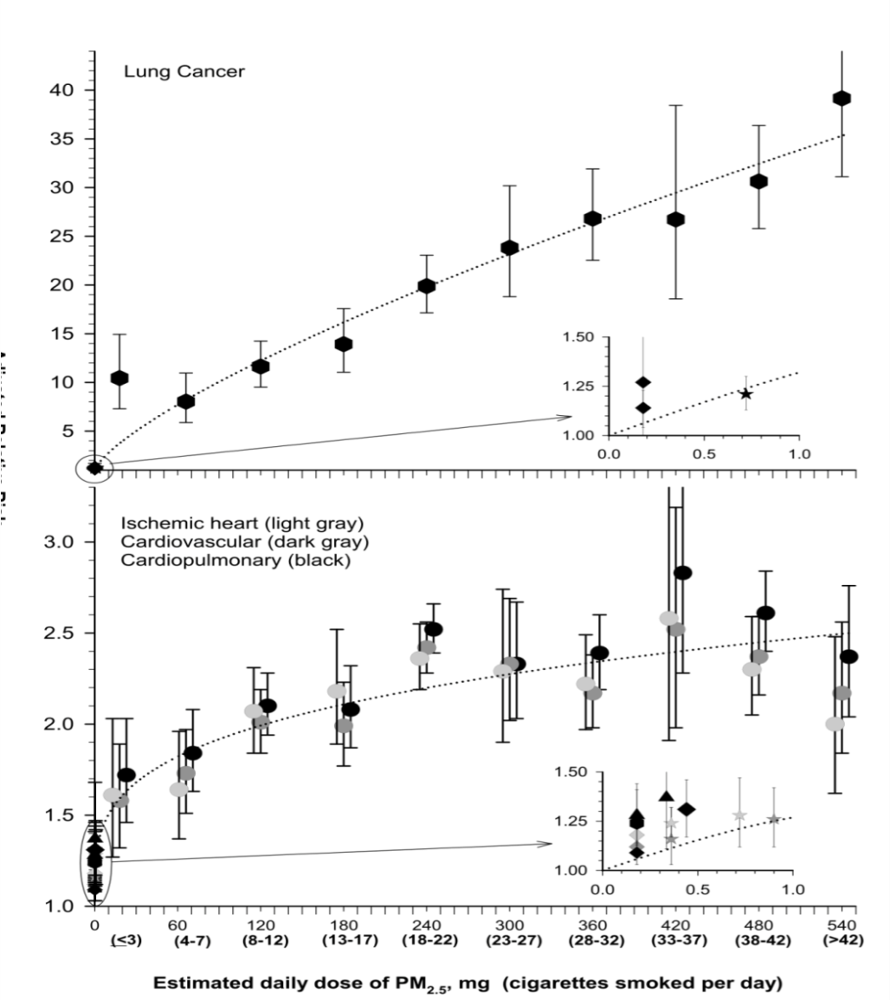 Lung Cancer
40
35
30
25
20
15
10
5
1.50
1.25
1.00
0.0 0.5 1.0
Ischemic heart (light gray)
Cardiovascular (dark gray)
Cardiopulmonary (black)
3.0
2.5
2.0
1.5
1.0
1.50
1.25
1.00
0.0 0.5 1.0
0 60 120 180 240 300 360 420 480 540
(≤3) (4-7) (8-12) (13-17) (18-22) (23-27) (28-32) (33-37) (38-42) (>42)
Estimated daily dose of PM2.5, mg (cigarettes smoked per day)